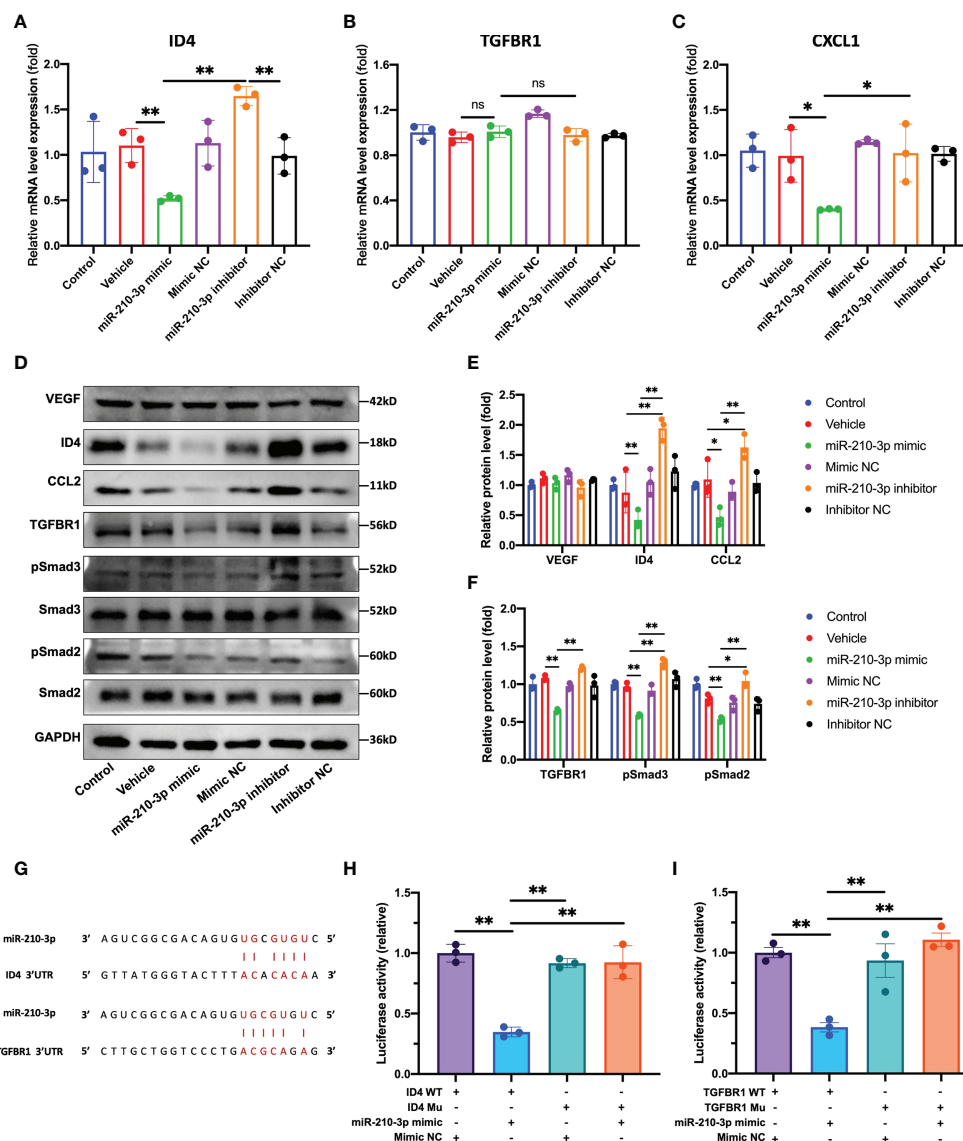 A
B
C
ID4
TGFBR1
CXCL1
Relative mRNA level expression (fold)
2.0
1.5
1.0
0.5
0.0
**
**
**
Control
Vehicle
miR-210-3p mimic
Mimic NC
miR-210-3p inhibitor
Inhibitor NC
Relative mRNA level expression (fold)
1.6
1.2
0.8
0.4
0.0
ns
ns
Control
Vehicle
miR-210-3p mimic
Mimic NC
miR-210-3p inhibitor
Inhibitor NC
Relative mRNA level expression (fold)
2.0
1.5
1.0
0.5
0.0
*
*
Control
Vehicle
miR-210-3p mimic
Mimic NC
miR-210-3p inhibitor
Inhibitor NC
D
VEGF 42kD
ID4 18kD
CCL2 11kD
TGFBR1 56kD
pSmad3 52kD
Smad3 52kD
pSmad2 60kD
Smad2 60kD
GAPDH 36kD
Control
Vehicle
miR-210-3p mimic
Mimic NC
miR-210-3p inhibitor
Inhibitor NC
E
Relative protein level (fold)
2.5
2.0
1.5
1.0
0.5
0.0
**
**
**
**
*
*
VEGF ID4 CCL2
Control
Vehicle
miR-210-3p mimic
Mimic NC
miR-210-3p inhibitor
Inhibitor NC
F
Relative protein level (fold)
2.0
1.5
1.0
0.5
0.0
**
**
**
**
**
**
*
**
TGFBR1 pSmad3 pSmad2
Control
Vehicle
miR-210-3p mimic
Mimic NC
miR-210-3p inhibitor
Inhibitor NC
G
miR-210-3p 3' AGUCGGCGACAGUGUGCGUGUC 5'
ID4 3'UTR 5' GTTATGGGTACTTTACACACAA 3'
miR-210-3p 3' AGUCGGCGACAGUGUGCGUGUC 5'
TGFBR1 3'UTR 5' CTTGCTGGTCCCTGACGCAGAG 3'
H
Luciferase activity (relative)
1.5
1.0
0.5
0.0
**
**
**
ID4 WT + + - -
ID4 Mu - - + +
miR-210-3p mimic - + - +
Mimic NC + - + -
I
Luciferase activity (relative)
1.5
1.0
0.5
0.0
**
**
**
TGFBR1 WT + + - -
TGFBR1 Mu - - + +
miR-210-3p mimic - + - +
Mimic NC + - + -